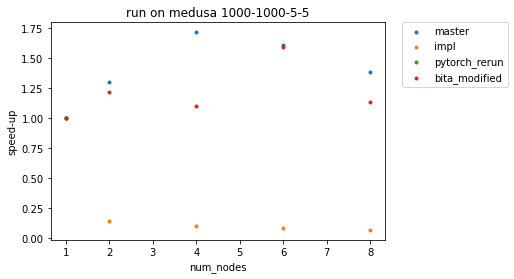 run on medusa 1000-1000-5-5
1.75
1.50
1.25
1.00
0.75
0.50
0.25
0.00
speed-up
1 2 3 4 5 6 7 8
num_nodes
master
impl
pytorch_rerun
bita_modified